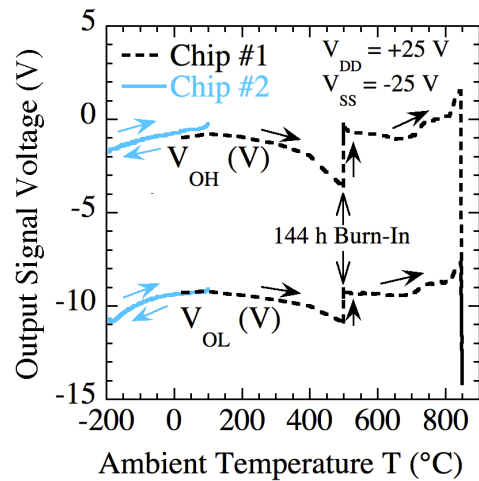 Chip #1
Chip #2
V_DD = +25 V
V_SS = -25 V
Output Signal Voltage (V)
0
-5
-10
-15
V_OH (V)
144 h Burn-In
V_OL (V)
-200 0 200 400 600 800
Ambient Temperature T (°C)